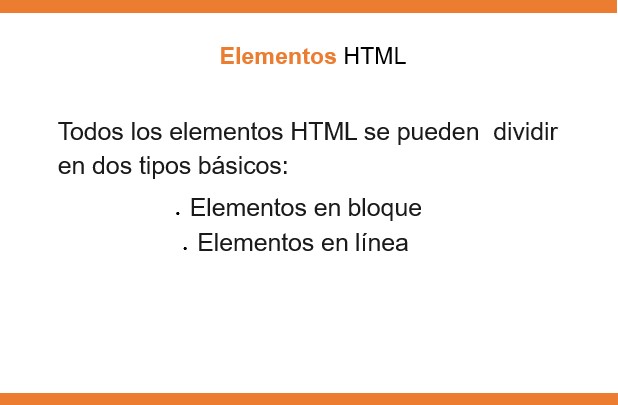 Elementos HTML
Todos los elementos HTML se pueden  dividir
en dos tipos básicos:
. Elementos en bloque
. Elementos en línea